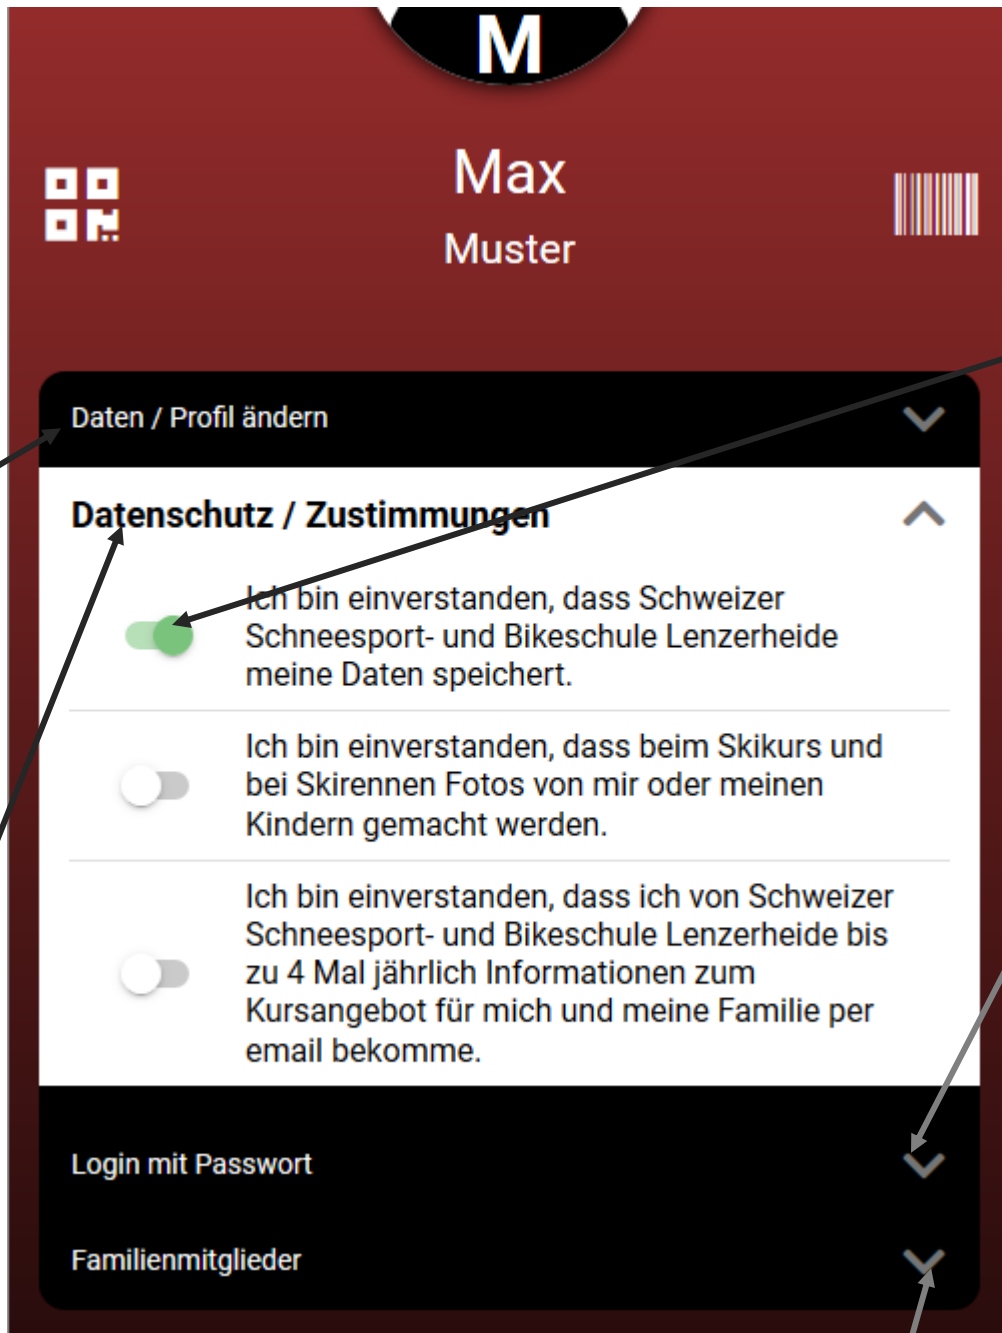 M
Max
Muster
Daten / Profil ändern
Datenschutz / Zustimmungen
Ich bin einverstanden, dass Schweizer
Schneesport- und Bikeschule Lenzerheide
meine Daten speichert.
Ich bin einverstanden, dass beim Skikurs und
bei Skirennen Fotos von mir oder meinen
Kindern gemacht werden.
Ich bin einverstanden, dass ich von Schweizer
Schneesport- und Bikeschule Lenzerheide bis
zu 4 Mal jährlich Informationen zum
Kursangebot für mich und meine Familie per
email bekomme.
Login mit Passwort
Familienmitglieder